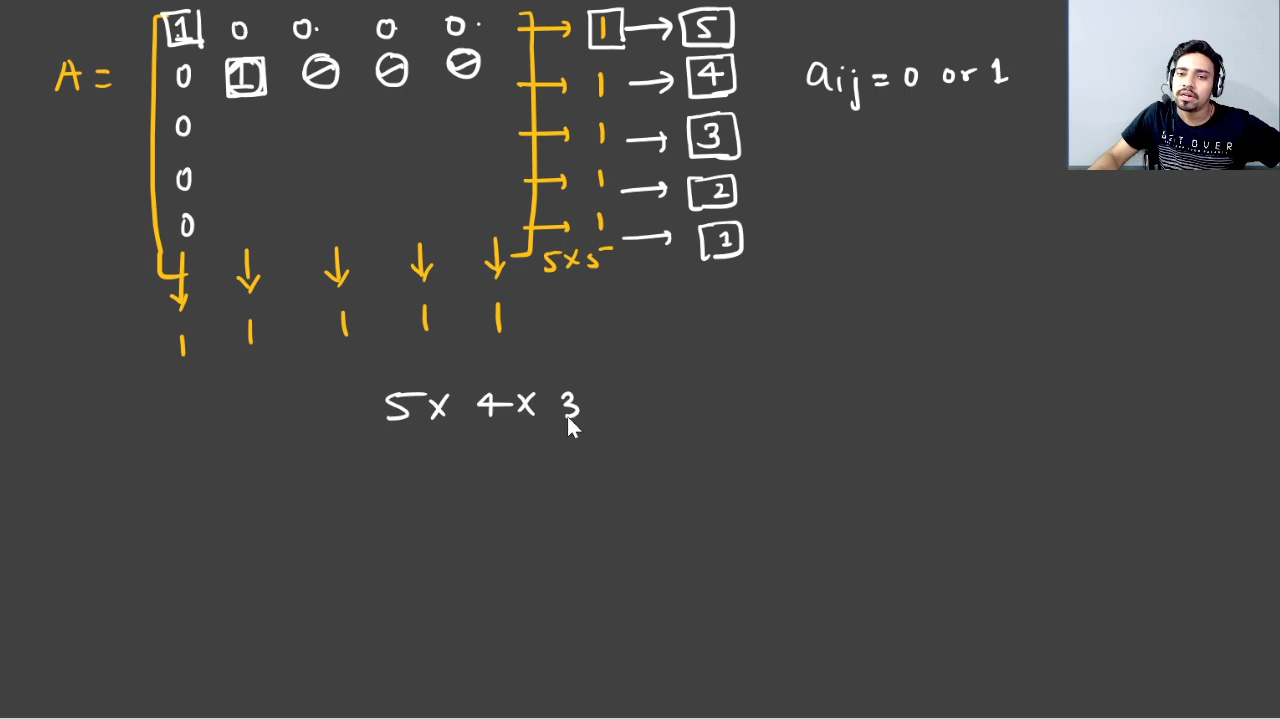 1 0 0. 0 0. 1 → 5
A = 0 1 0 0 0 1 → 4 aij = 0 or 1
0 1 → 3
0 1 → 2
0 1 → 1
5 x 5
1 1 1 1 1
5 x 4 x 3